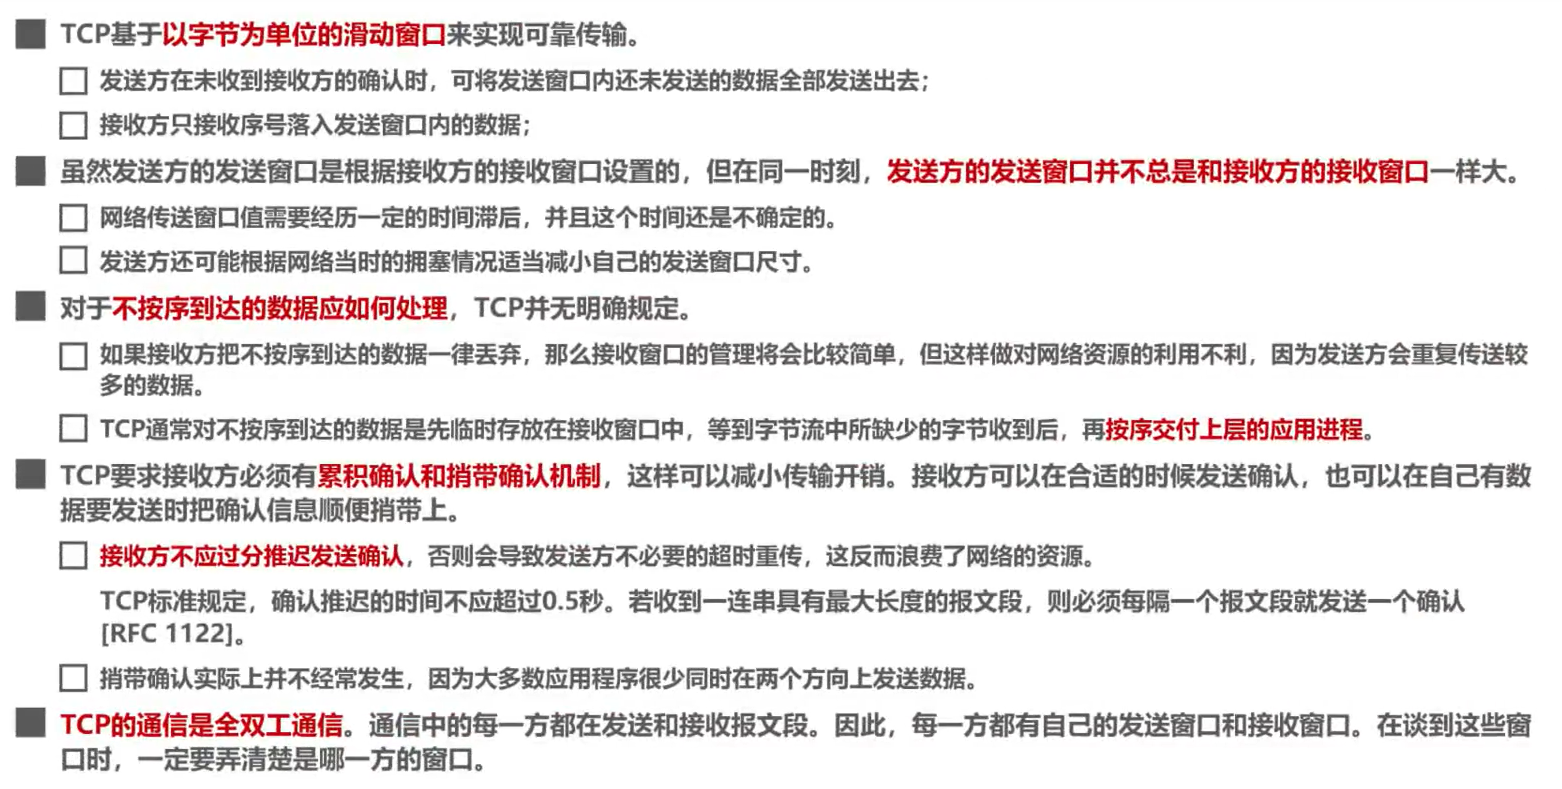 TCP基于以字节为单位的滑动窗口来实现可靠传输。
发送方在未收到接收方的确认时，可将发送窗口内还未发送的数据全部发送出去；
接收方只接收序号落入发送窗口内的数据；
虽然发送方的发送窗口是根据接收方的接收窗口设置的，但在同一时刻，发送方的发送窗口并不总是和接收方的接收窗口一样大。
网络传送窗口值需要经历一定的时间滞后，并且这个时间还是不确定的。
发送方还可能根据网络当时的拥塞情况适当减小自己的发送窗口尺寸。
对于不按序到达的数据应如何处理，TCP并无明确规定。
如果接收方把不按序到达的数据一律丢弃，那么接收窗口的管理将会比较简单，但这样做对网络资源的利用不利，因为发送方会重复传送较
多的数据。
TCP通常对不按序到达的数据是先临时存放在接收窗口中，等到字节流中所缺少的字节收到后，再按序交付上层的应用进程。
TCP要求接收方必须有累积确认和捎带确认机制，这样可以减小传输开销。接收方可以在合适的时候发送确认，也可以在自己有数
据要发送时把确认信息顺便捎带上。
接收方不应过分推迟发送确认，否则会导致发送方不必要的超时重传，这反而浪费了网络的资源。
TCP标准规定，确认推迟的时间不应超过0.5秒。若收到一连串具有最大长度的报文段，则必须每隔一个报文段就发送一个确认
[RFC 1122]。
捎带确认实际上并不经常发生，因为大多数应用程序很少同时在两个方向上发送数据。
TCP的通信是全双工通信。通信中的每一方都在发送和接收报文段。因此，每一方都有自己的发送窗口和接收窗口。在谈到这些窗
口时，一定要弄清楚是哪一方的窗口。